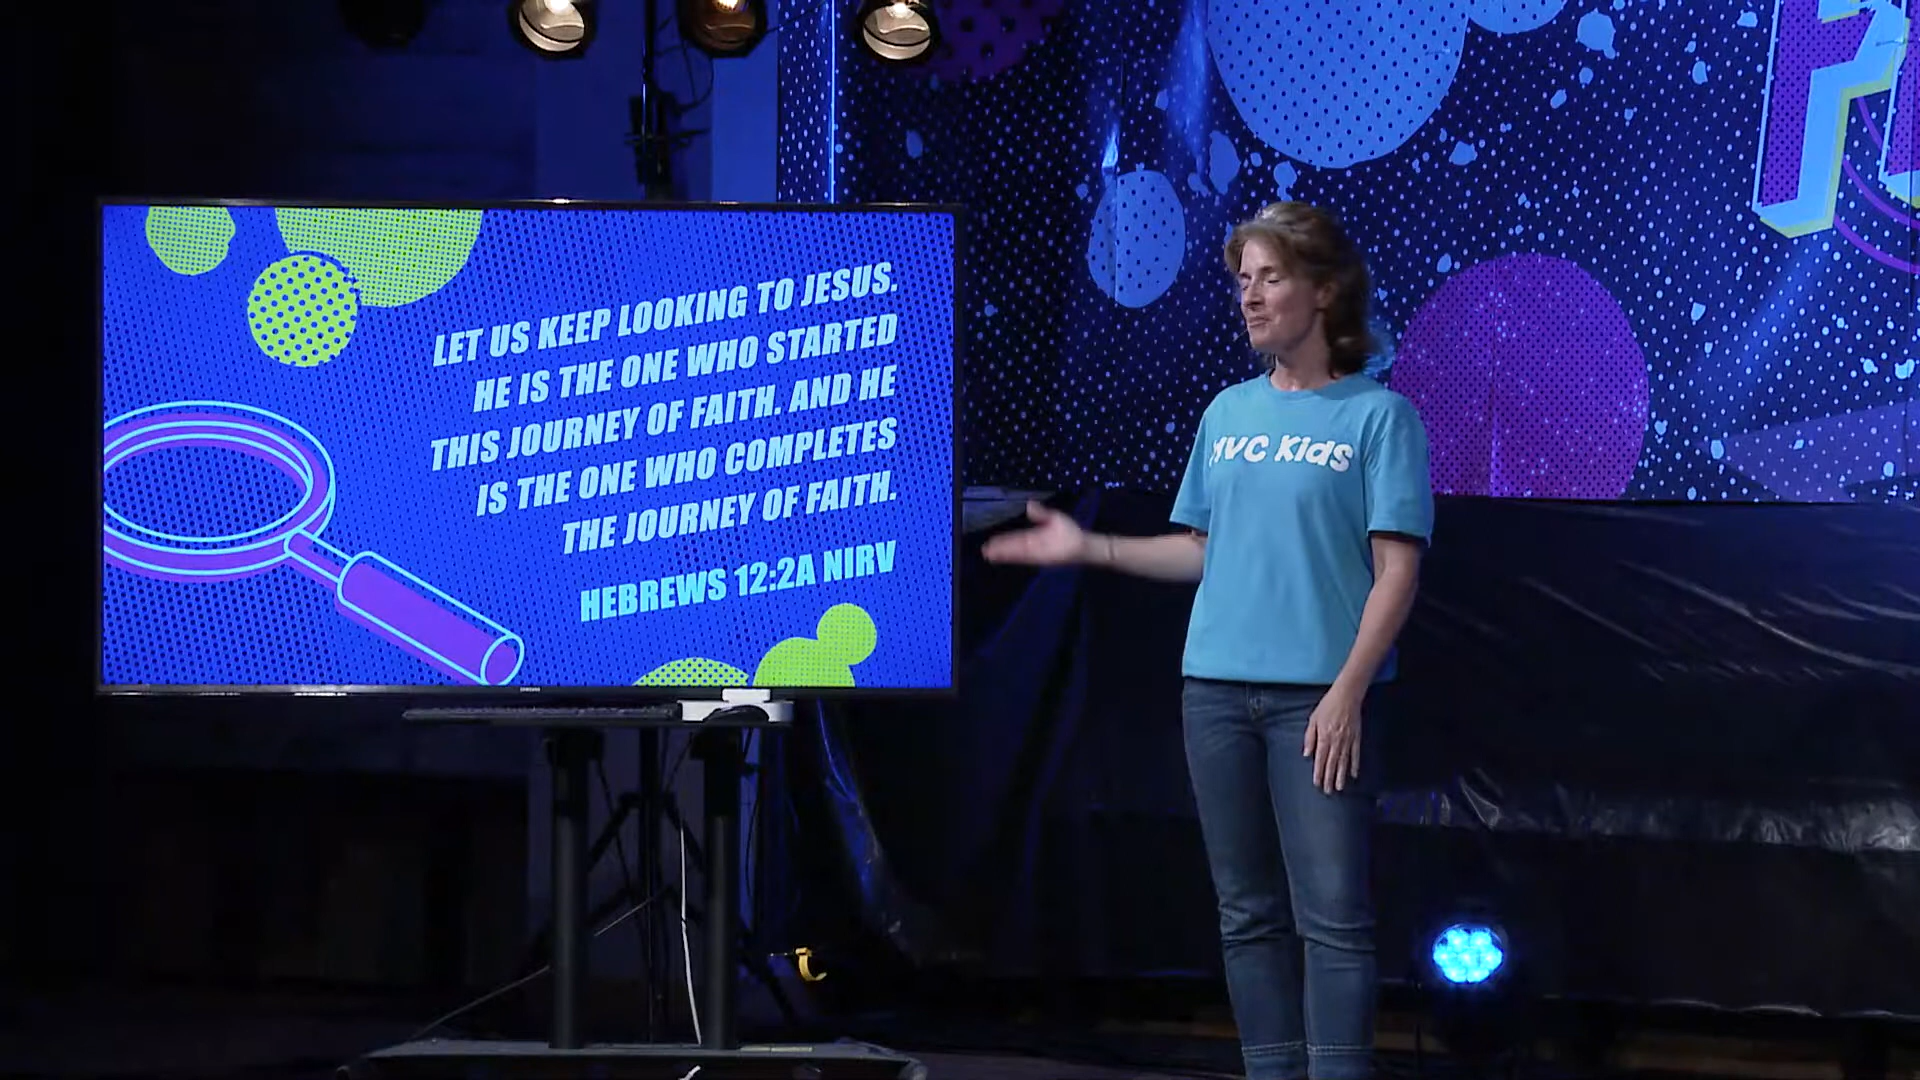 LET US KEEP LOOKING TO JESUS.
HE IS THE ONE WHO STARTED
THIS JOURNEY OF FAITH. AND HE
IS THE ONE WHO COMPLETES
THE JOURNEY OF FAITH.
HEBREWS 12:2A NIRV
SAMSUNG
Kids